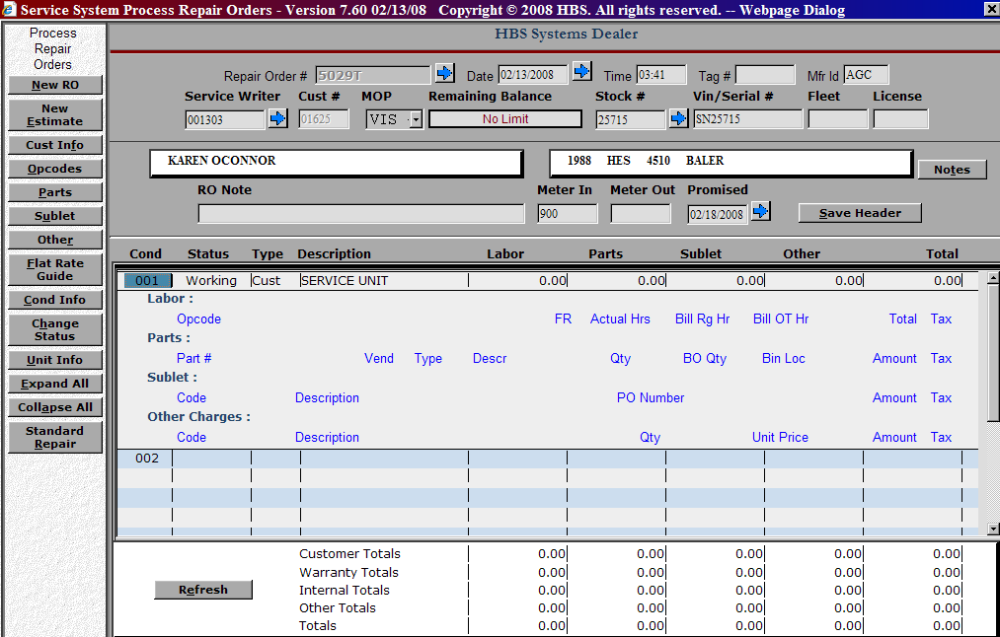 Service System Process Repair Orders - Version 7.60 02/13/08 Copyright © 2008 HBS. All rights reserved. -- Webpage Dialog
Process
Repair
Orders
New RO
New
Estimate
Cust Info
Opcodes
Parts
Sublet
Other
Flat Rate
Guide
Cond Info
Change
Status
Unit Info
Expand All
Collapse All
Standard
Repair
HBS Systems Dealer
Repair Order # 5029T Date 02/13/2008 Time 03:41 Tag # Mfr Id AGC
Service Writer Cust # MOP Remaining Balance Stock # Vin/Serial # Fleet License
001303 01625 VIS No Limit 25715 SN25715
KAREN OCONNOR 1988 HES 4510 BALER
Notes
RO Note Meter In Meter Out Promised
900 02/18/2008 Save Header
Cond Status Type Description Labor Parts Sublet Other Total
001 Working Cust SERVICE UNIT 0.00 0.00 0.00 0.00 0.00
Labor :
Opcode FR Actual Hrs Bill Rg Hr Bill OT Hr Total Tax
Parts :
Part # Vend Type Descr Qty BO Qty Bin Loc Amount Tax
Sublet :
Code Description PO Number Amount Tax
Other Charges :
Code Description Qty Unit Price Amount Tax
002
Customer Totals 0.00 0.00 0.00 0.00 0.00
Warranty Totals 0.00 0.00 0.00 0.00 0.00
Refresh
Internal Totals 0.00 0.00 0.00 0.00 0.00
Other Totals 0.00 0.00 0.00 0.00 0.00
Totals 0.00 0.00 0.00 0.00 0.00